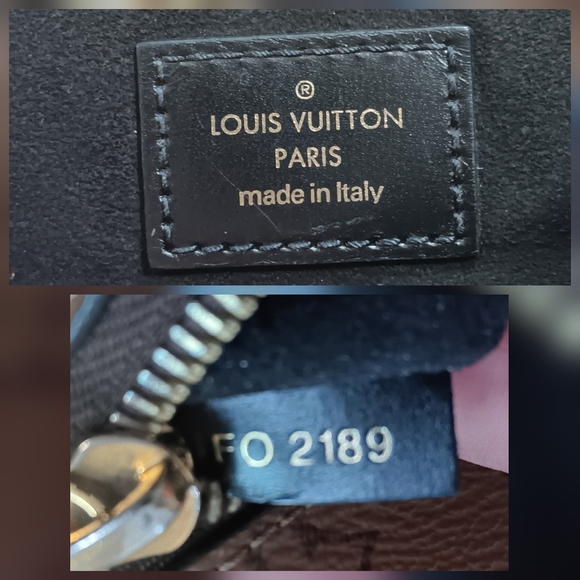 ®
LOUIS VUITTON
PARIS
made in Italy
FO 2189